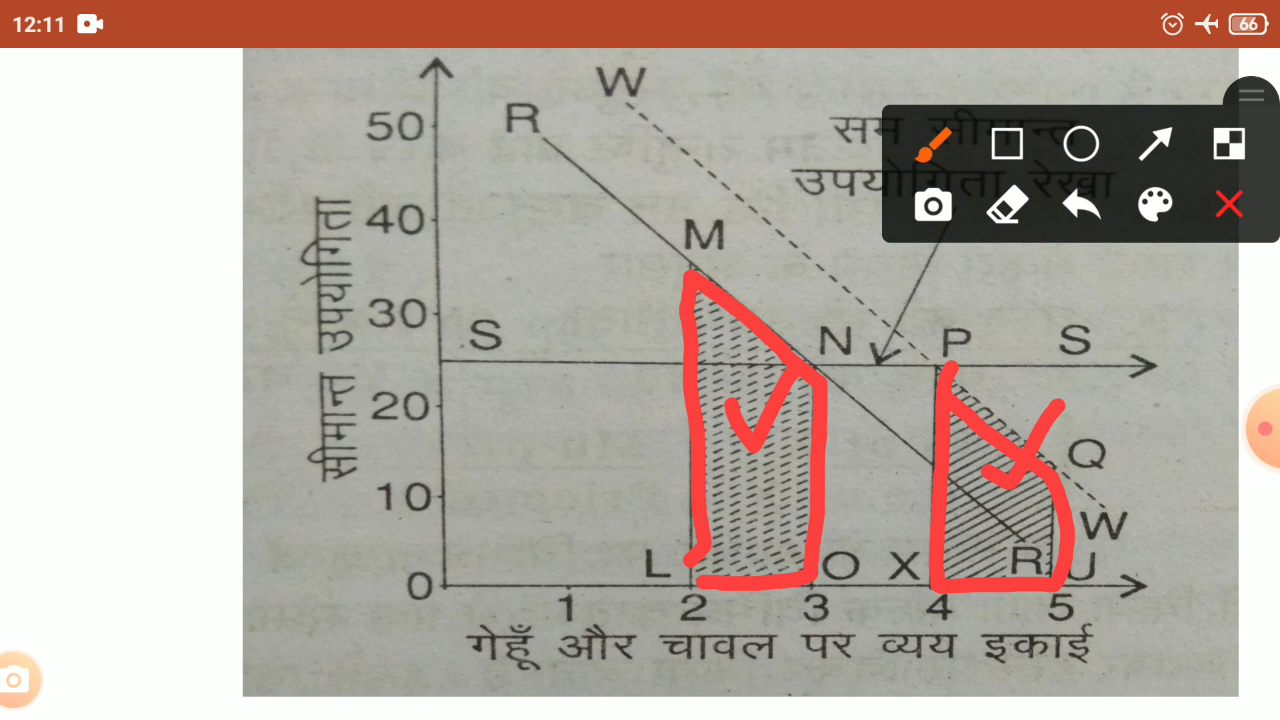 12:11
66
W
R
50
सम सीमान्त
उपयोगिता रेखा
40
M
सीमान्त उपयोगिता
30
S
N
P
S
20
Q
10
W
L
O
X
R
U
0
1
2
3
4
5
गेहूँ और चावल पर व्यय इकाई